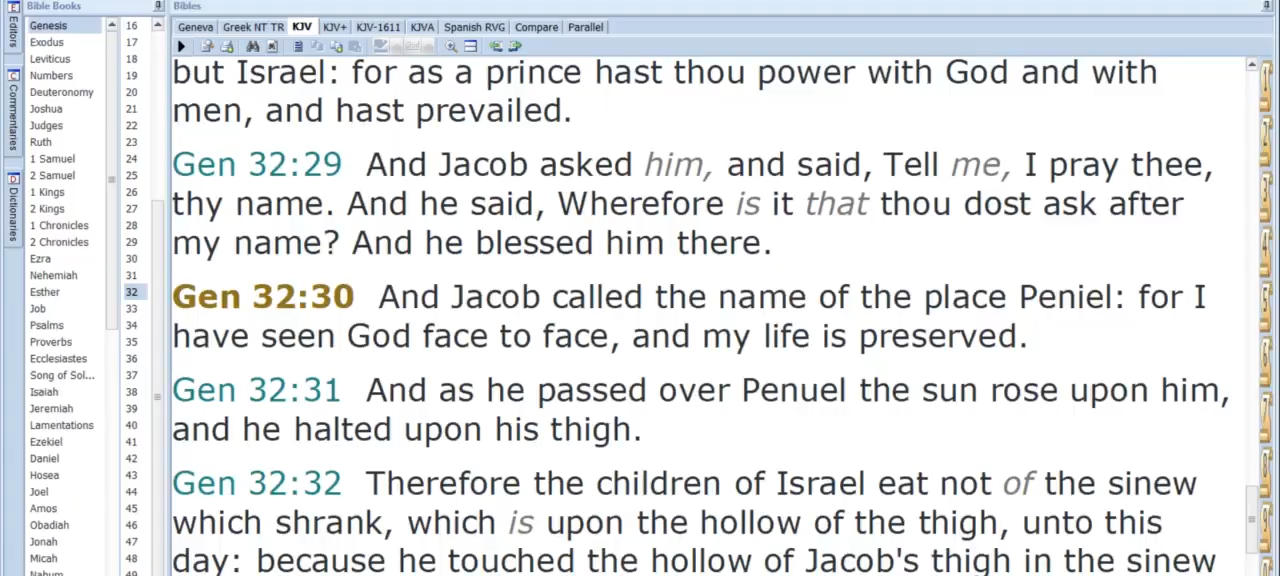 Bible Books
Bibles
Editors
Commentaries
Dictionaries
Geneva Greek NT TR KJV KJV+ KJV-1611 KJVA Spanish RVG Compare Parallel
Genesis
Exodus
Leviticus
Numbers
Deuteronomy
Joshua
Judges
Ruth
1 Samuel
2 Samuel
1 Kings
2 Kings
1 Chronicles
2 Chronicles
Ezra
Nehemiah
Esther
Job
Psalms
Proverbs
Ecclesiastes
Song of Sol...
Isaiah
Jeremiah
Lamentations
Ezekiel
Daniel
Hosea
Joel
Amos
Obadiah
Jonah
Micah
Nahum
16
17
18
19
20
21
22
23
24
25
26
27
28
29
30
31
32
33
34
35
36
37
38
39
40
41
42
43
44
45
46
47
48
49
but Israel: for as a prince hast thou power with God and with
men, and hast prevailed.
Gen 32:29 And Jacob asked him, and said, Tell me, I pray thee,
thy name. And he said, Wherefore is it that thou dost ask after
my name? And he blessed him there.
Gen 32:30 And Jacob called the name of the place Peniel: for I
have seen God face to face, and my life is preserved.
Gen 32:31 And as he passed over Penuel the sun rose upon him,
and he halted upon his thigh.
Gen 32:32 Therefore the children of Israel eat not of the sinew
which shrank, which is upon the hollow of the thigh, unto this
day: because he touched the hollow of Jacob's thigh in the sinew